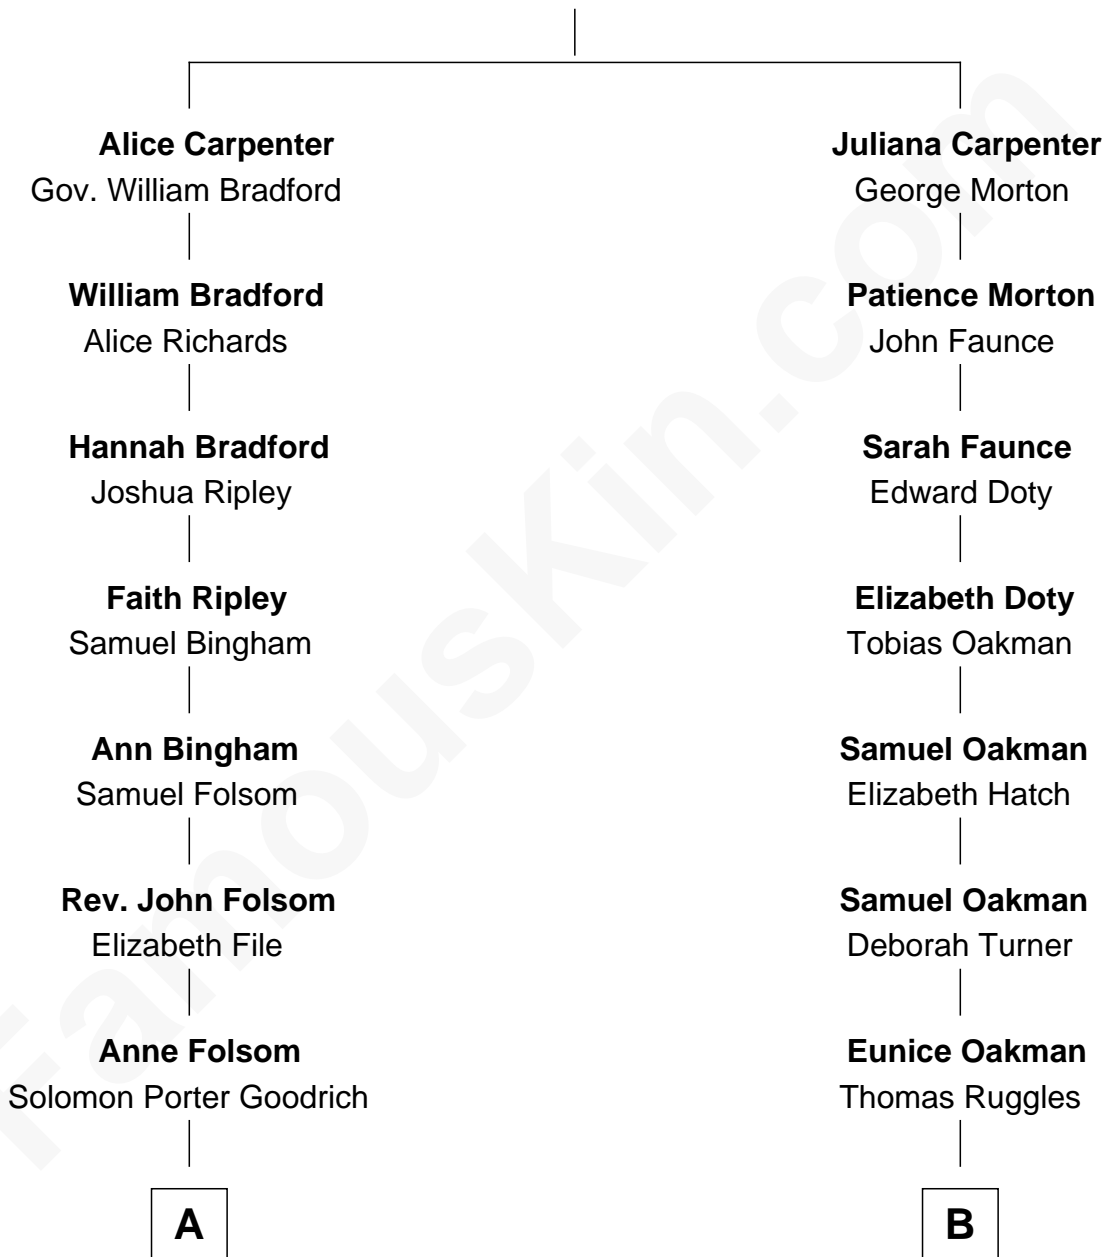 Alice Carpenter
Gov. William Bradford
William Bradford
Alice Richards
Hannah Bradford
Joshua Ripley
Faith Ripley
Samuel Bingham
Ann Bingham
Samuel Folsom
Rev. John Folsom
Elizabeth File
Anne Folsom
Solomon Porter Goodrich
A
Juliana Carpenter
George Morton
Patience Morton
John Faunce
Sarah Faunce
Edward Doty
Elizabeth Doty
Tobias Oakman
Samuel Oakman
Elizabeth Hatch
Samuel Oakman
Deborah Turner
Eunice Oakman
Thomas Ruggles
B
FamousKin.com